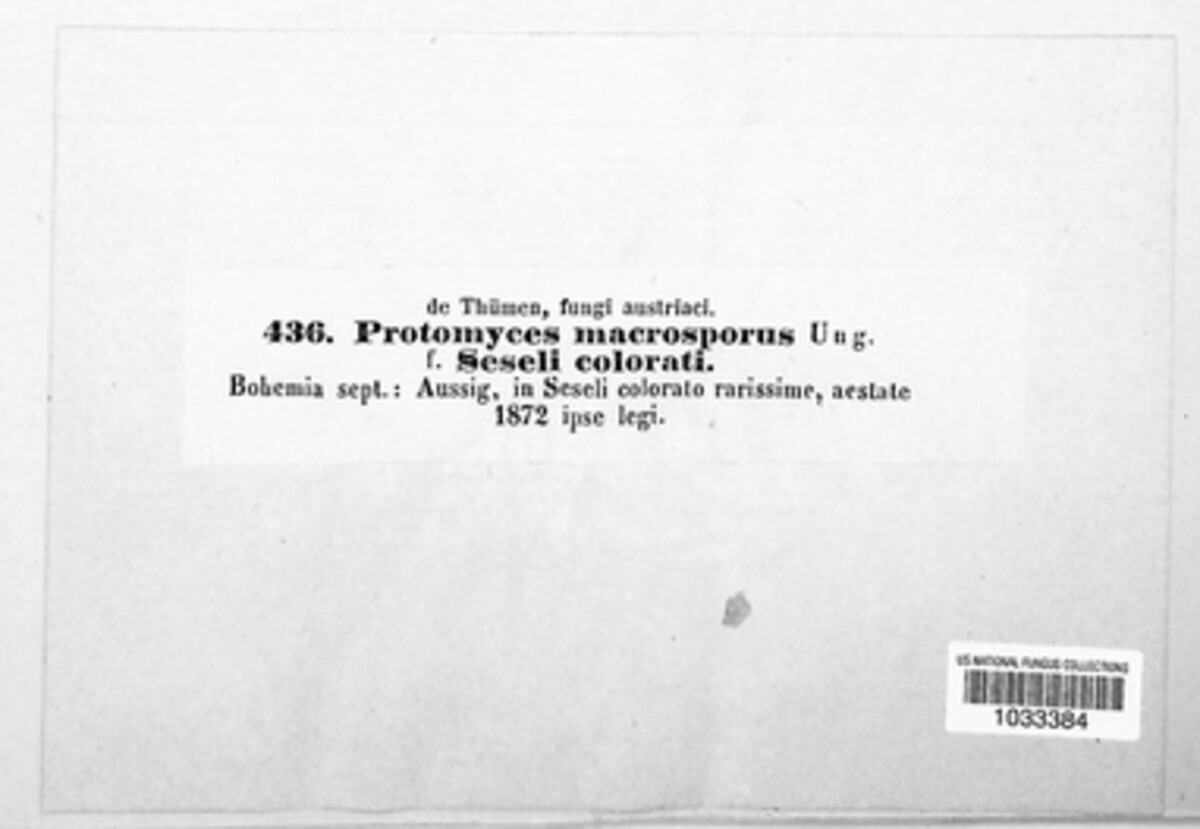 de Thümen, fungi austriaci.
436. Protomyces macrosporus Ung.
f. Seseli colorati.
Bohemia sept.: Aussig, in Seseli colorato rarissime, aestate
1872 ipse legi.
US NATIONAL FUNGUS COLLECTIONS
1033384